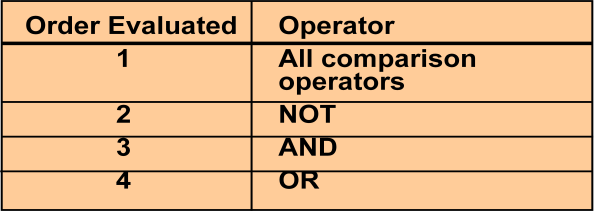 Order Evaluated Operator
1 All comparison
operators
2 NOT
3 AND
4 OR